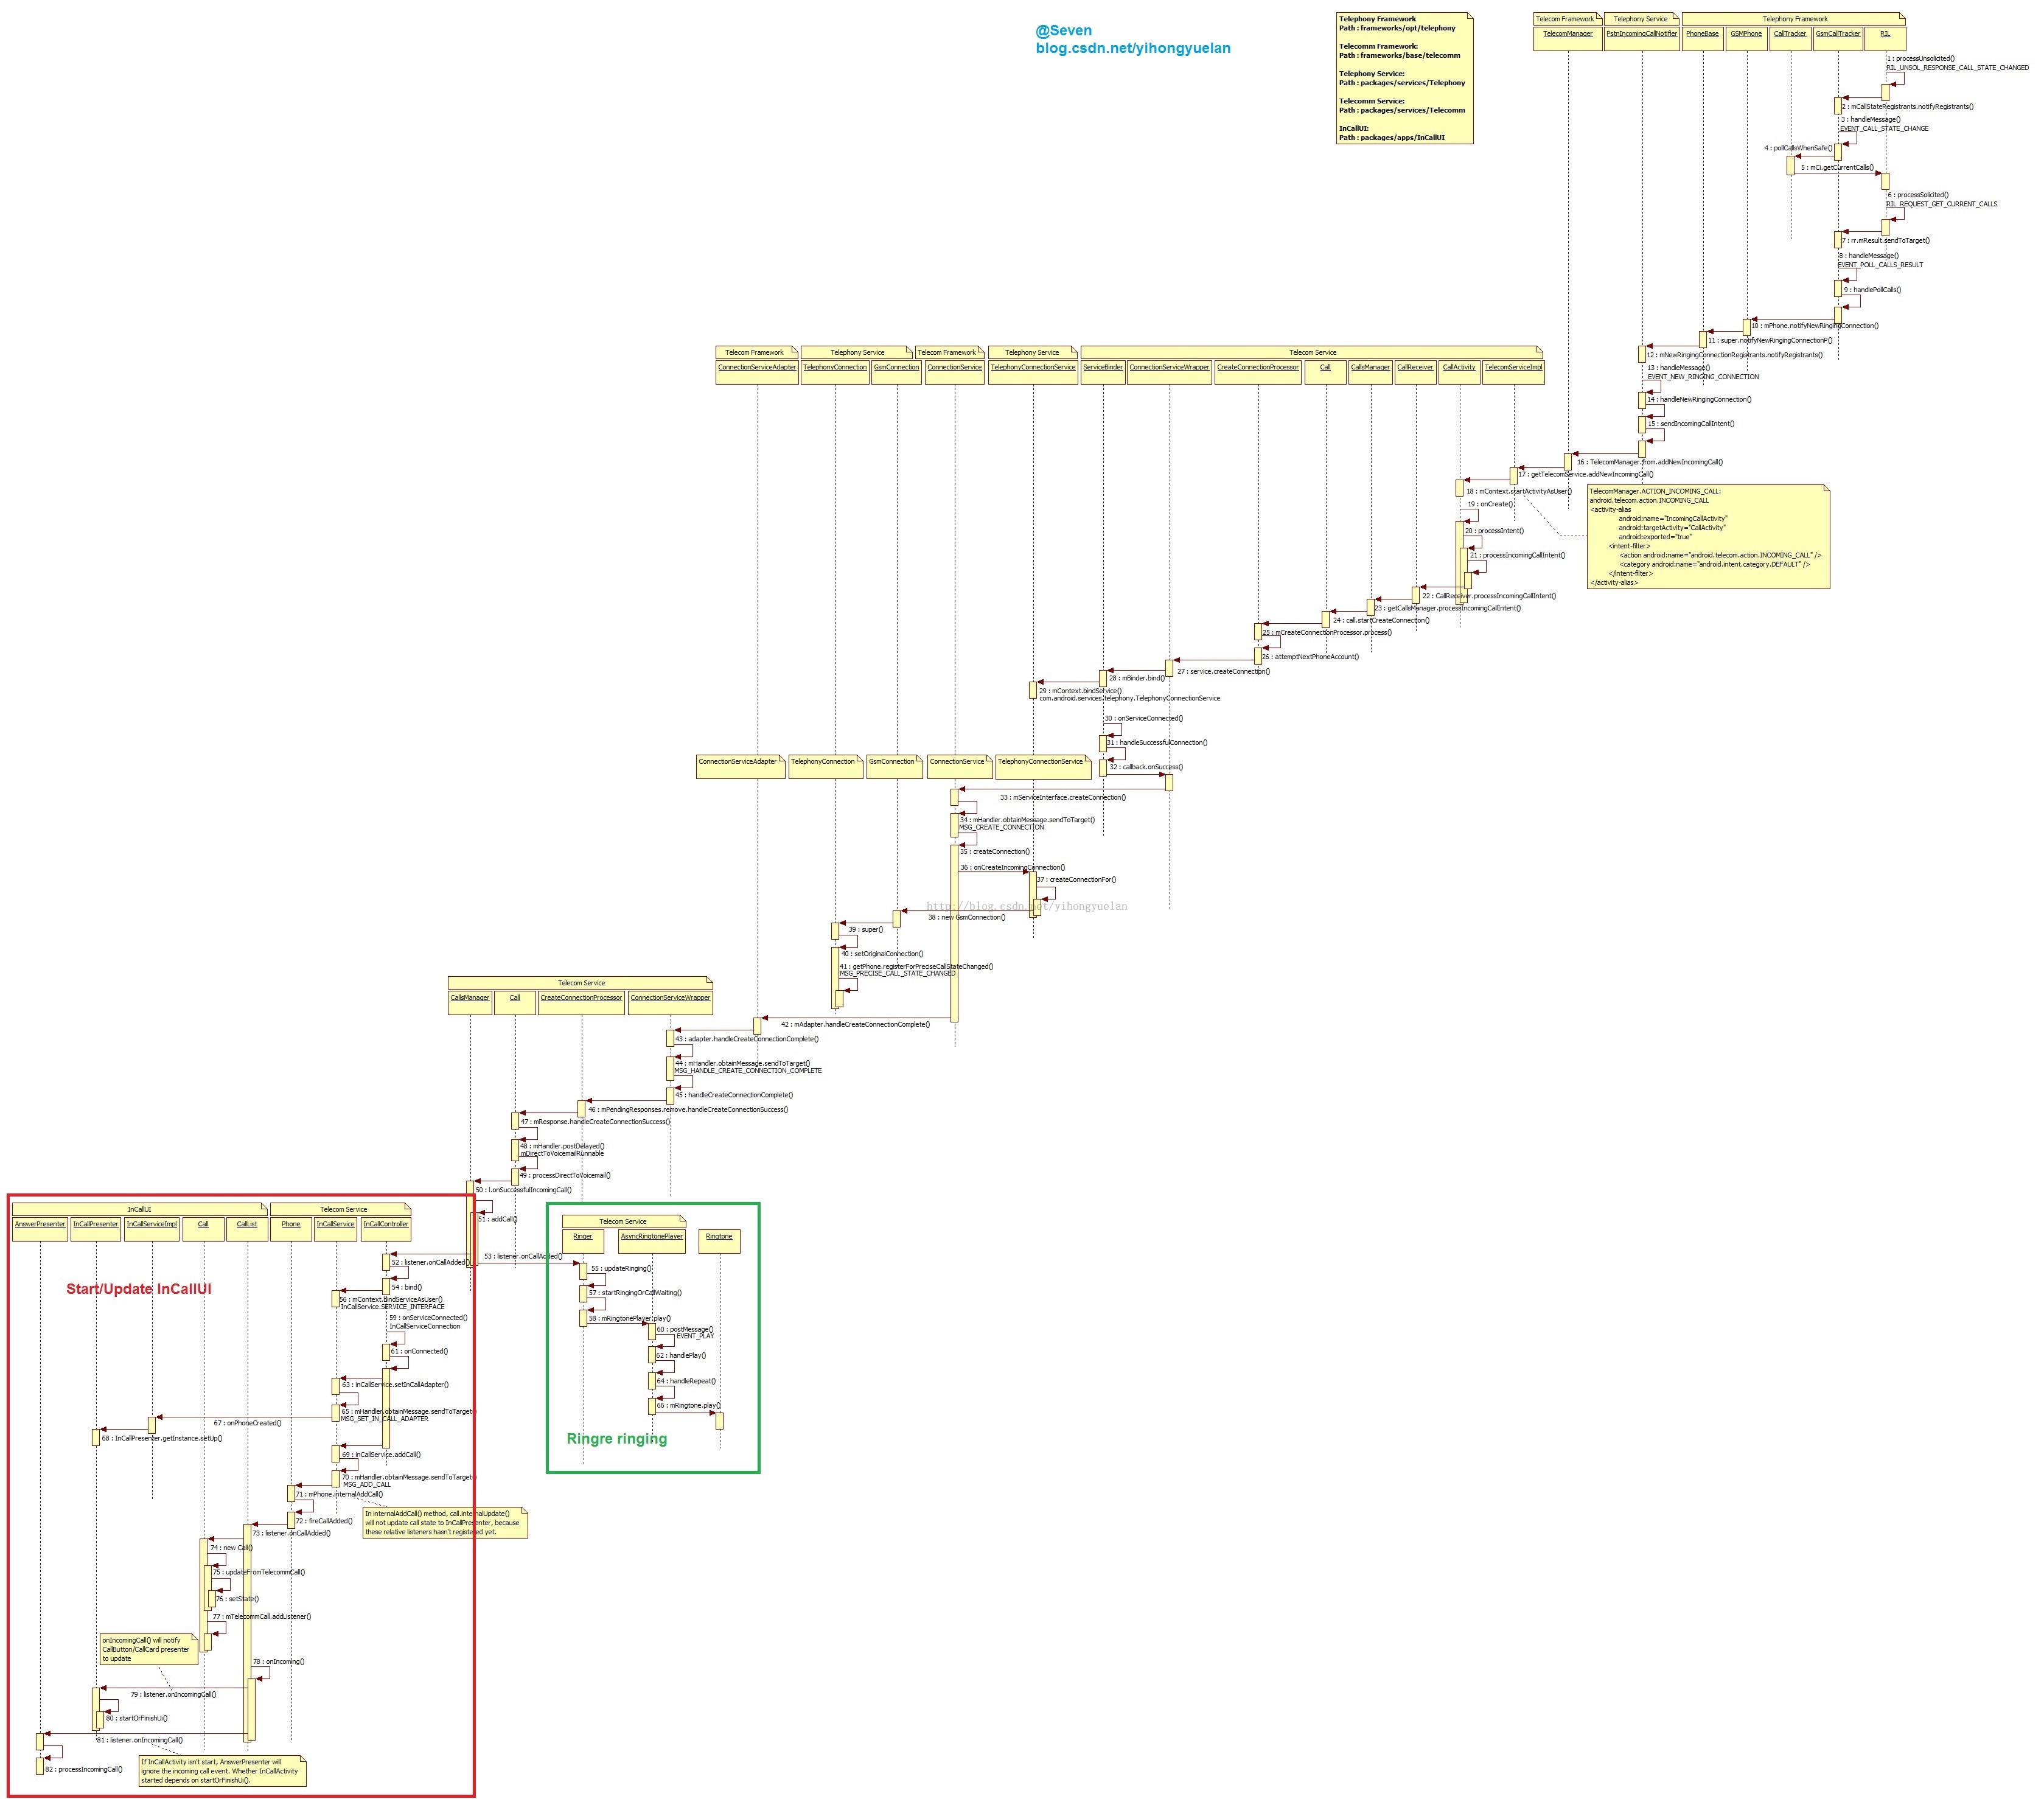 @Seven
blog.csdn.net/yihongyuelan
Telephony Framework
Path : frameworks/opt/telephony
Telecomm Framework:
Path : frameworks/base/telecomm
Telephony Service:
Path : packages/services/Telephony
Telecomm Service:
Path : packages/services/Telecomm
InCallUI:
Path : packages/apps/InCallUI
Telecom Framework
Telephony Service
Telephony Framework
TelecomManager
PstnIncomingCallNotifier
PhoneBase
GSMPhone
CallTracker
GsmCallTracker
RIL
1 : processUnsolicited()
RIL_UNSOL_RESPONSE_CALL_STATE_CHANGED
2 : mCallStateRegistrants.notifyRegistrants()
3 : handleMessage()
EVENT_CALL_STATE_CHANGE
4 : pollCallsWhenSafe()
5 : mCi.getCurrentCalls()
6 : processSolicited()
RIL_REQUEST_GET_CURRENT_CALLS
7 : rr.mResult.sendToTarget()
8 : handleMessage()
EVENT_POLL_CALLS_RESULT
9 : handlePollCalls()
10 : mPhone.notifyNewRingingConnection()
11 : super.notifyNewRingingConnectionP()
12 : mNewRingingConnectionRegistrants.notifyRegistrants()
13 : handleMessage()
EVENT_NEW_RINGING_CONNECTION
14 : handleNewRingingConnection()
15 : sendIncomingCallIntent()
Telecom Framework
Telephony Service
Telecom Framework
Telephony Service
Telecom Service
ConnectionServiceAdapter
TelephonyConnection
GsmConnection
ConnectionService
TelephonyConnectionService
ServiceBinder
ConnectionServiceWrapper
CreateConnectionProcessor
Call
CallsManager
CallReceiver
CallActivity
TelecomServiceImpl
16 : TelecomManager.from.addNewIncomingCall()
17 : getTelecomService.addNewIncomingCall()
18 : mContext.startActivityAsUser()
TelecomManager.ACTION_INCOMING_CALL:
android.telecom.action.INCOMING_CALL
<activity-alias
android:name="IncomingCallActivity"
android:targetActivity="CallActivity"
android:exported="true"
<intent-filter>
<action android:name="android.telecom.action.INCOMING_CALL" />
<category android:name="android.intent.category.DEFAULT" />
</intent-filter>
</activity-alias>
19 : onCreate()
20 : processIntent()
21 : processIncomingCallIntent()
22 : CallReceiver.processIncomingCallIntent()
23 : getCallsManager.processIncomingCallIntent()
24 : call.startCreateConnection()
25 : mCreateConnectionProcessor.process()
26 : attemptNextPhoneAccount()
27 : service.createConnection()
28 : mBinder.bind()
29 : mContext.bindService()
com.android.services.telephony.TelephonyConnectionService
30 : onServiceConnected()
31 : handleSuccessfulConnection()
32 : callback.onSuccess()
ConnectionServiceAdapter
TelephonyConnection
GsmConnection
ConnectionService
TelephonyConnectionService
33 : mServiceInterface.createConnection()
34 : mHandler.obtainMessage.sendToTarget()
MSG_CREATE_CONNECTION
35 : createConnection()
36 : onCreateIncomingConnection()
37 : createConnectionFor()
http://blog.csdn.net/yihongyuelan
38 : new GsmConnection()
39 : super()
40 : setOriginalConnection()
41 : getPhone.registerForPreciseCallStateChanged()
MSG_PRECISE_CALL_STATE_CHANGED
Telecom Service
CallsManager
Call
CreateConnectionProcessor
ConnectionServiceWrapper
42 : mAdapter.handleCreateConnectionComplete()
43 : adapter.handleCreateConnectionComplete()
44 : mHandler.obtainMessage.sendToTarget()
MSG_HANDLE_CREATE_CONNECTION_COMPLETE
45 : handleCreateConnectionComplete()
46 : mPendingResponses.remove.handleCreateConnectionSuccess()
47 : mResponse.handleCreateConnectionSuccess()
48 : mHandler.postDelayed()
mDirectToVoicemailRunnable
49 : processDirectToVoicemail()
50 : l.onSuccessfulIncomingCall()
51 : addCall()
InCallUI
Telecom Service
AnswerPresenter
InCallPresenter
InCallServiceImpl
Call
CallList
Phone
InCallService
InCallController
Start/Update InCallUI
52 : listener.onCallAdded()
53 : listener.onCallAdded()
54 : bind()
56 : mContext.bindServiceAsUser()
InCallService.SERVICE_INTERFACE
59 : onServiceConnected()
InCallServiceConnection
61 : onConnected()
63 : inCallService.setInCallAdapter()
65 : mHandler.obtainMessage.sendToTarget()
MSG_SET_IN_CALL_ADAPTER
67 : onPhoneCreated()
68 : InCallPresenter.getInstance.setUp()
69 : inCallService.addCall()
70 : mHandler.obtainMessage.sendToTarget()
MSG_ADD_CALL
71 : mPhone.internalAddCall()
In internalAddCall() method, call.internalUpdate()
will not update call state to InCallPresenter, because
these relative listeners hasn't registered yet.
72 : fireCallAdded()
73 : listener.onCallAdded()
74 : new Call()
75 : updateFromTelecommCall()
76 : setState()
77 : mTelecommCall.addListener()
onIncomingCall() will notify
CallButton/CallCard presenter
to update
78 : onIncoming()
79 : listener.onIncomingCall()
80 : startOrFinishUi()
81 : listener.onIncomingCall()
82 : processIncomingCall()
If InCallActivity isn't start, AnswerPresenter will
ignore the incoming call event. Whether InCallActivity
started depends on startOrFinishUi().
Telecom Service
Ringer
AsyncRingtonePlayer
Ringtone
55 : updateRinging()
57 : startRingingOrCallWaiting()
58 : mRingtonePlayer.play()
60 : postMessage()
EVENT_PLAY
62 : handlePlay()
64 : handleRepeat()
66 : mRingtone.play()
Ringre ringing